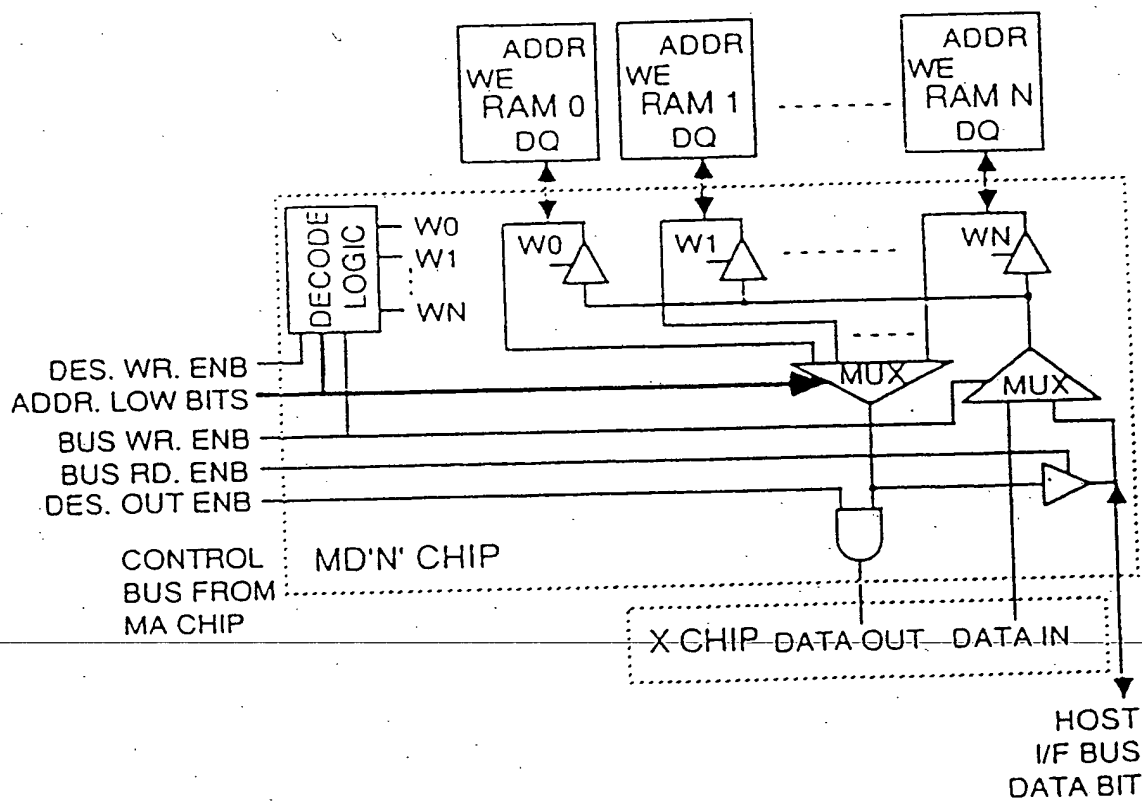 ADDR
WE
RAM 0
DQ
ADDR
WE
RAM 1
DQ
ADDR
WE
RAM N
DQ
DECODE
LOGIC
W0
W1
WN
W0
W1
WN
DES. WR. ENB
ADDR. LOW BITS
BUS WR. ENB
BUS RD. ENB
DES. OUT ENB
MUX
MUX
CONTROL
BUS FROM
MA CHIP
MD'N' CHIP
X CHIP DATA OUT DATA IN
HOST
I/F BUS
DATA BIT